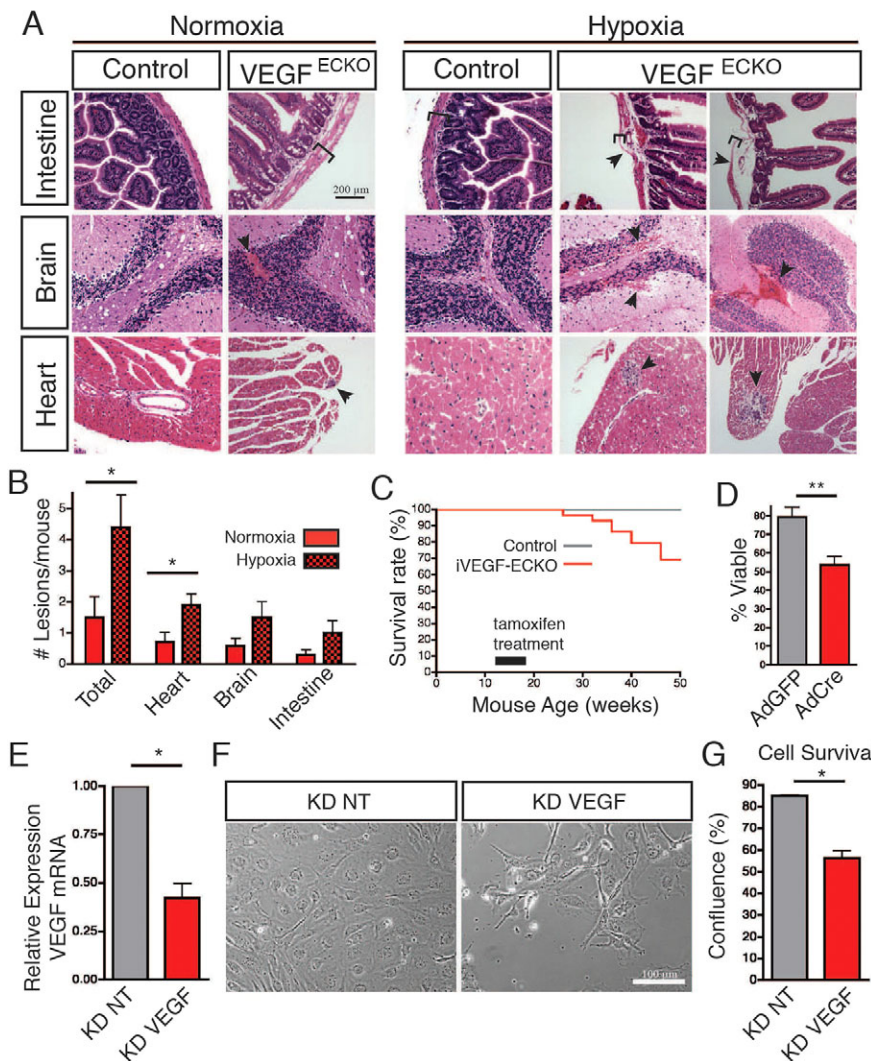 A
Normoxia
Hypoxia
Control
VEGF ECKO
Control
VEGF ECKO
Intestine
200 µm
Brain
Heart
B
# Lesions/mouse
5
4
3
2
1
0
*
*
Normoxia
Hypoxia
Total
Heart
Brain
Intestine
C
Survival rate (%)
100
90
80
70
60
50
40
30
20
10
0
Control
iVEGF-ECKO
tamoxifen
treatment
0
10
20
30
40
50
Mouse Age (weeks)
D
% Viable
80
70
60
50
40
30
20
10
0
**
AdGFP
AdCre
E
Relative Expression
VEGF mRNA
1.00
0.75
0.50
0.25
0.00
*
KD NT
KD VEGF
F
KD NT
KD VEGF
100 µm
G
Cell Surviva
Confluence (%)
90
80
70
60
50
40
30
20
10
0
*
KD NT
KD VEGF